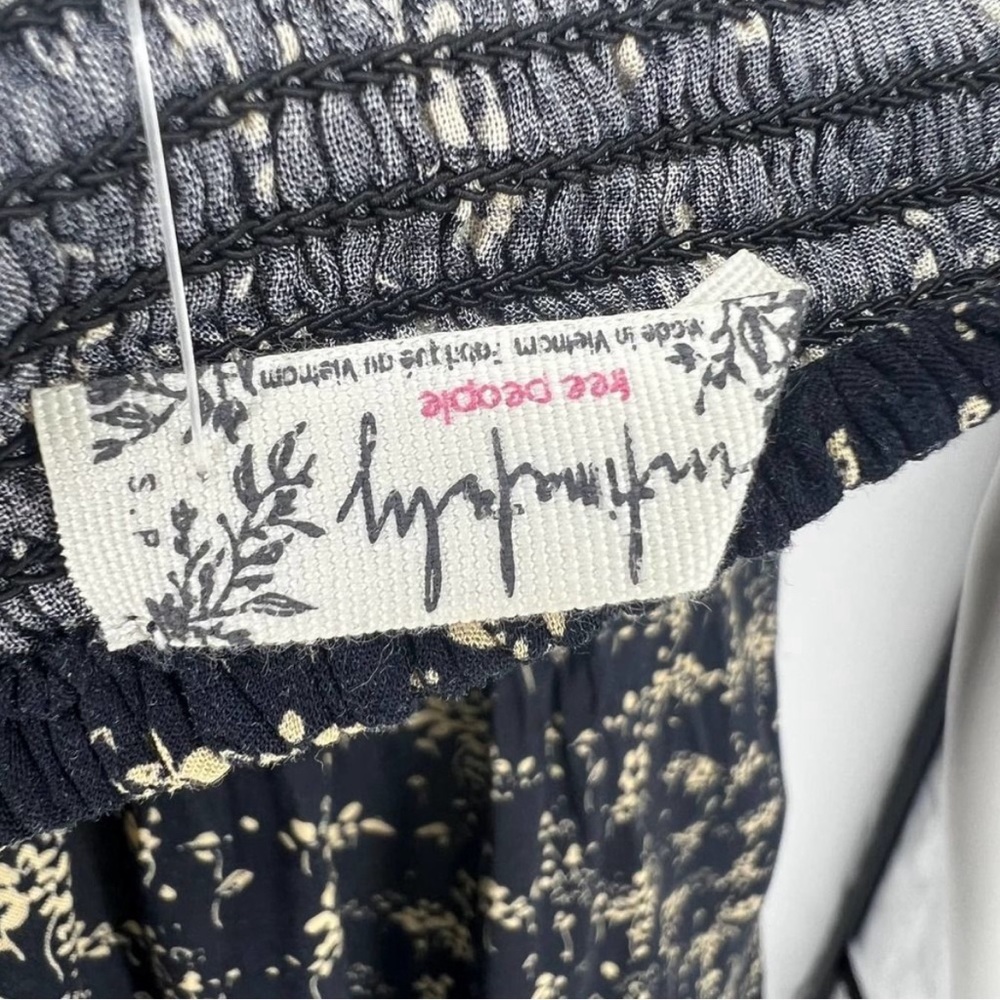 intimately
free people
Made in Vietnam Fabriqué au Vietnam
S.P